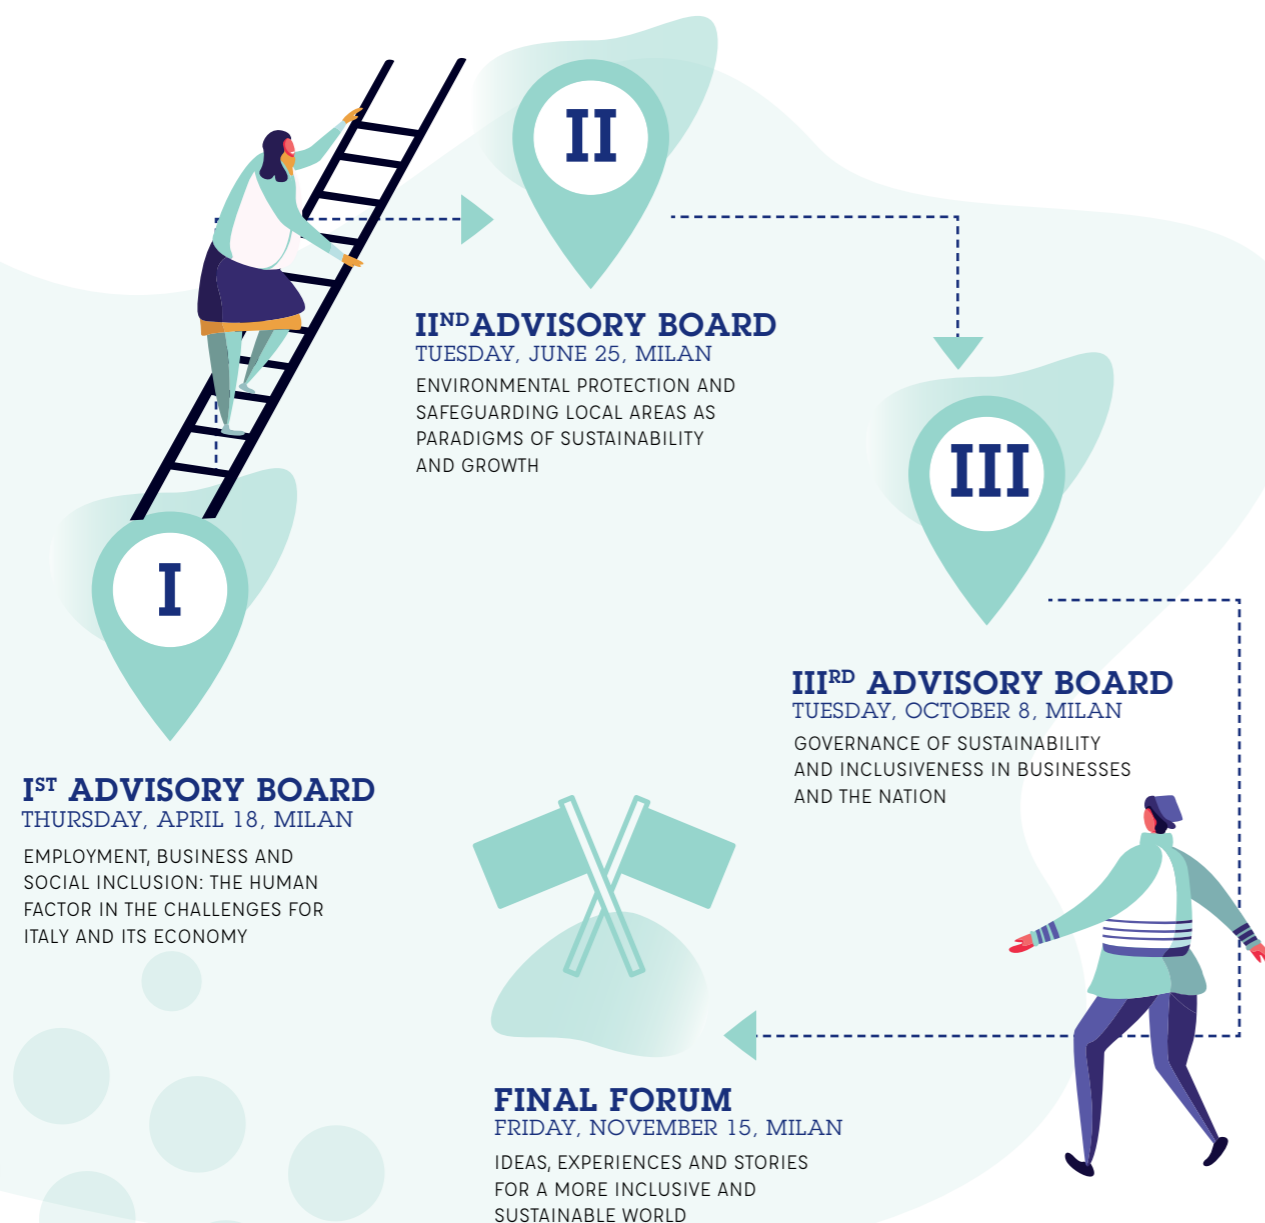 I
IST ADVISORY BOARD
THURSDAY, APRIL 18, MILAN
EMPLOYMENT, BUSINESS AND
SOCIAL INCLUSION: THE HUMAN
FACTOR IN THE CHALLENGES FOR
ITALY AND ITS ECONOMY
II
IIND ADVISORY BOARD
TUESDAY, JUNE 25, MILAN
ENVIRONMENTAL PROTECTION AND
SAFEGUARDING LOCAL AREAS AS
PARADIGMS OF SUSTAINABILITY
AND GROWTH
III
IIIRD ADVISORY BOARD
TUESDAY, OCTOBER 8, MILAN
GOVERNANCE OF SUSTAINABILITY
AND INCLUSIVENESS IN BUSINESSES
AND THE NATION
FINAL FORUM
FRIDAY, NOVEMBER 15, MILAN
IDEAS, EXPERIENCES AND STORIES
FOR A MORE INCLUSIVE AND
SUSTAINABLE WORLD